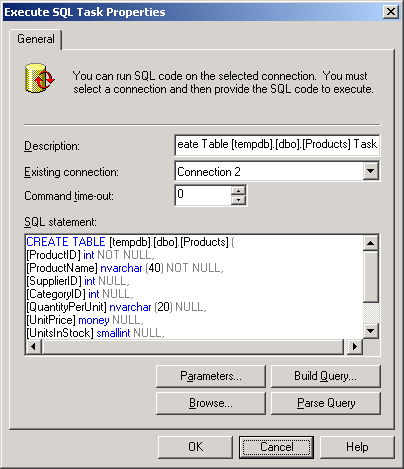 Execute SQL Task Properties
General
You can run SQL code on the selected connection. You must
select a connection and then provide the SQL code to execute.
Description:
eate Table [tempdb].[dbo].[Products] Task
Existing connection:
Connection 2
Command time-out:
0
SQL statement:
CREATE TABLE [tempdb].[dbo].[Products] (
[ProductID] int NOT NULL,
[ProductName] nvarchar (40) NOT NULL,
[SupplierID] int NULL,
[CategoryID] int NULL,
[QuantityPerUnit] nvarchar (20) NULL,
[UnitPrice] money NULL,
[UnitsInStock] smallint NULL,
Parameters...
Build Query...
Browse...
Parse Query
OK
Cancel
Help